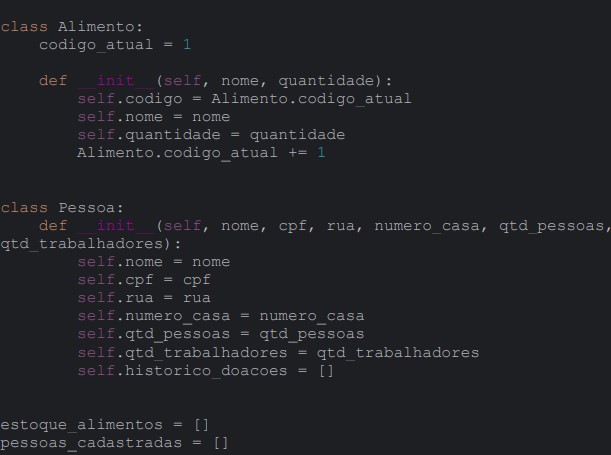 class Alimento:
    codigo_atual = 1
    def __init__(self, nome, quantidade):
        self.codigo = Alimento.codigo_atual
        self.nome = nome
        self.quantidade = quantidade
        Alimento.codigo_atual += 1
class Pessoa:
    def __init__(self, nome, cpf, rua, numero_casa, qtd_pessoas,
qtd_trabalhadores):
        self.nome = nome
        self.cpf = cpf
        self.rua = rua
        self.numero_casa = numero_casa
        self.qtd_pessoas = qtd_pessoas
        self.qtd_trabalhadores = qtd_trabalhadores
        self.historico_doacoes = []
estoque_alimentos = []
pessoas_cadastradas = []